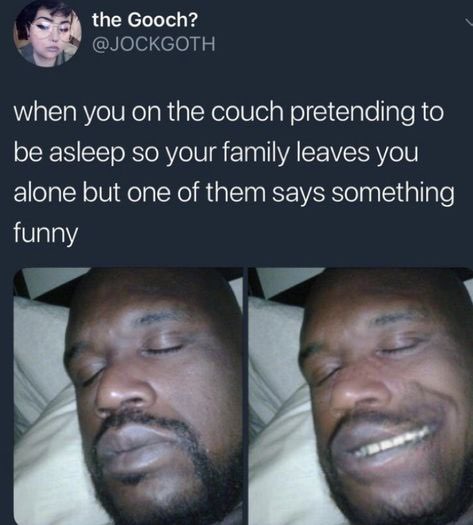 the Gooch?
@JOCKGOTH
when you on the couch pretending to
be asleep so your family leaves you
alone but one of them says something
funny